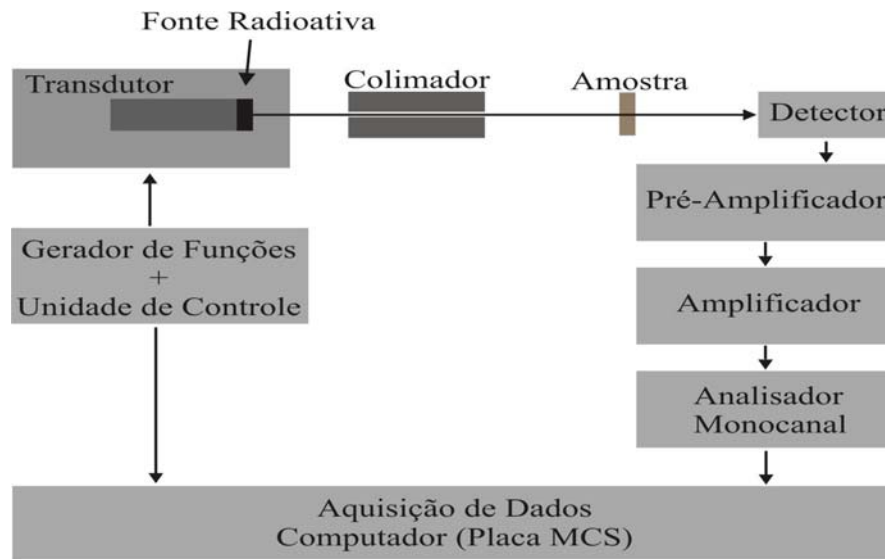 Fonte Radioativa
Transdutor
Colimador
Amostra
Detector
Pré-Amplificador
Gerador de Funções
+
Unidade de Controle
Amplificador
Analisador
Monocanal
Aquisição de Dados
Computador (Placa MCS)